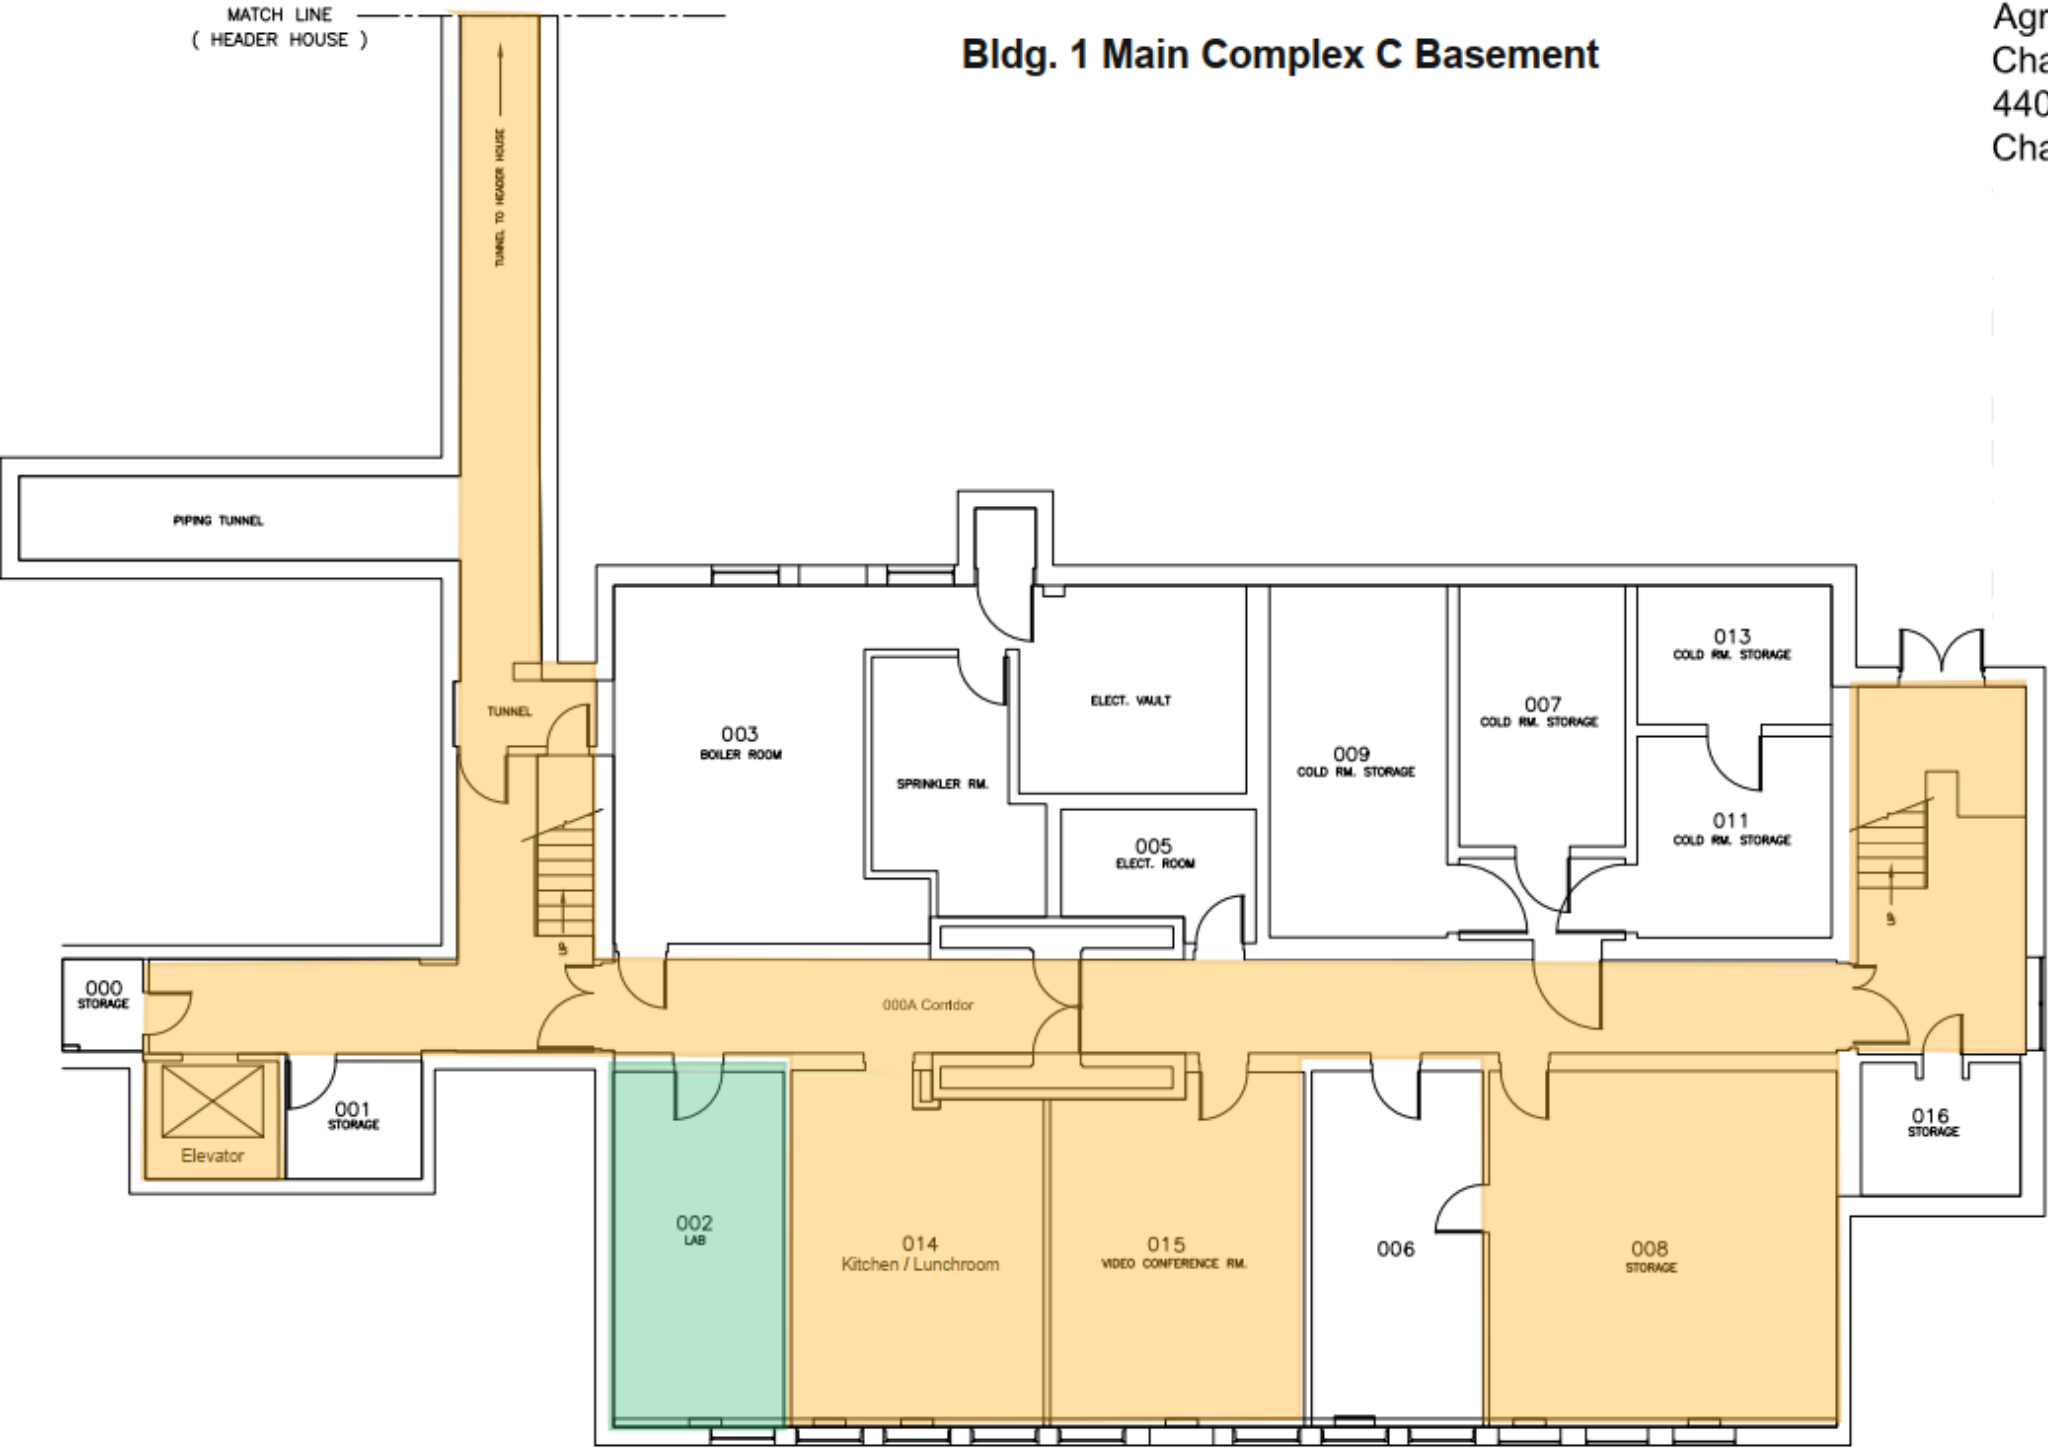 MATCH LINE
( HEADER HOUSE )
Bldg. 1 Main Complex C Basement
Agr
Cha
440
Cha
TUNNEL TO HEADER HOUSE
PIPING TUNNEL
TUNNEL
003
BOILER ROOM
SPRINKLER RM.
ELECT. VAULT
005
ELECT. ROOM
009
COLD RM. STORAGE
007
COLD RM. STORAGE
013
COLD RM. STORAGE
011
COLD RM. STORAGE
UP
UP
000
STORAGE
000A Corridor
Elevator
001
STORAGE
002
LAB
014
Kitchen / Lunchroom
015
VIDEO CONFERENCE RM.
006
008
STORAGE
016
STORAGE